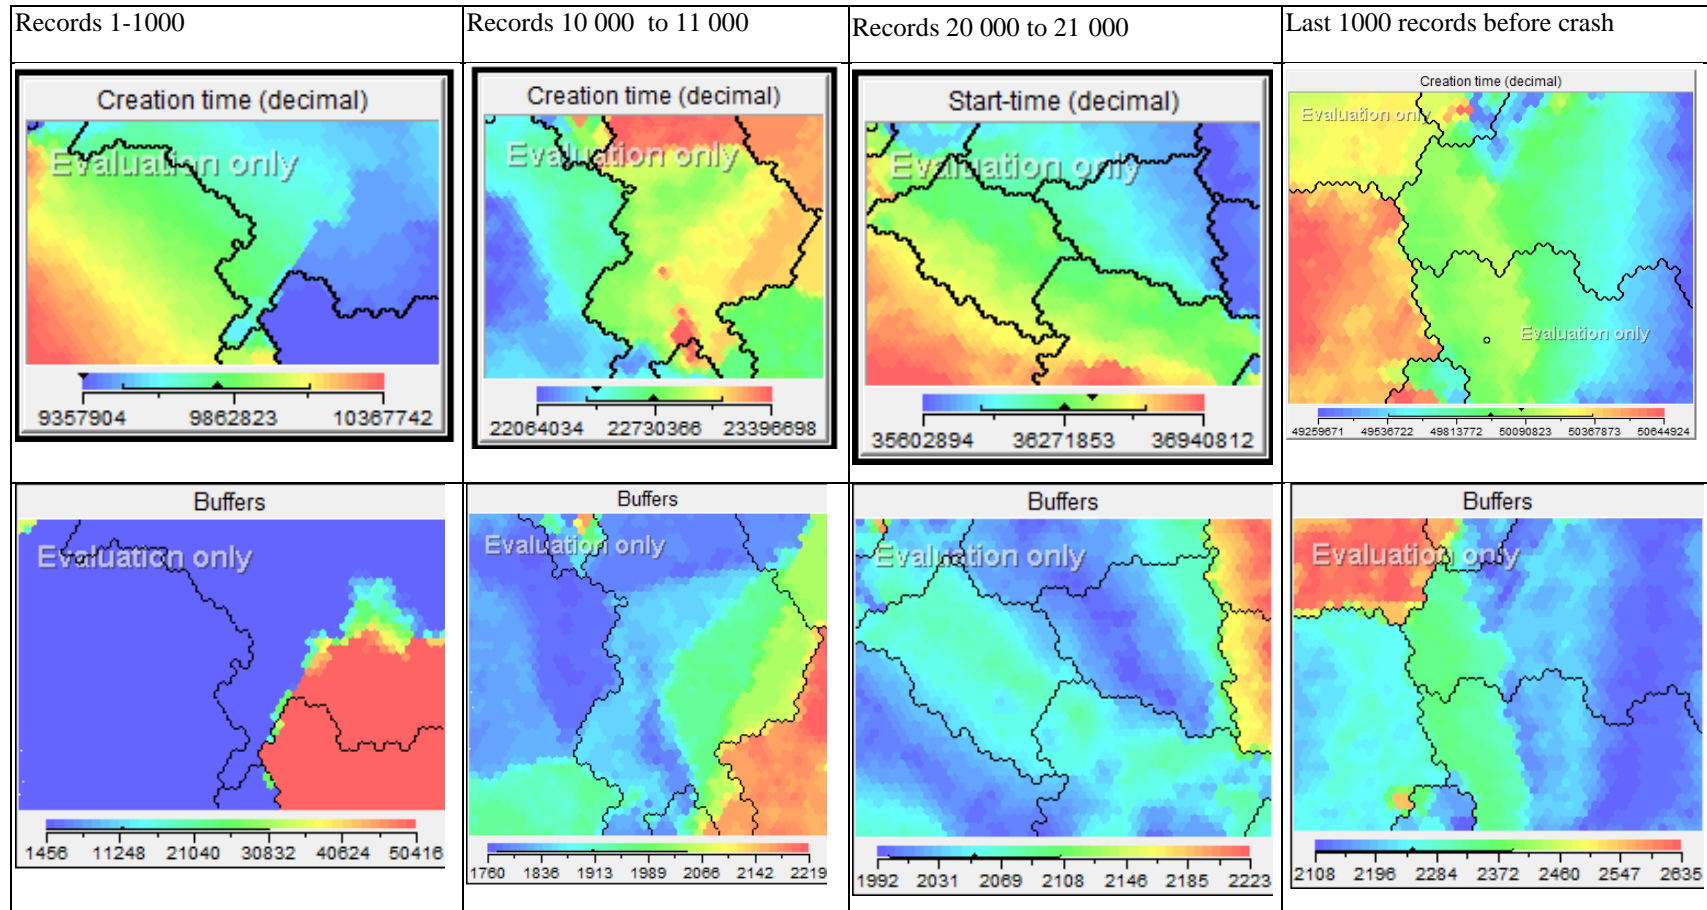 Records 1-1000
Records 10 000 to 11 000
Records 20 000 to 21 000
Last 1000 records before crash
Creation time (decimal)
Evaluation only
9357904 9862823 10367742
Creation time (decimal)
Evaluation only
22064034 22730366 23396698
Start-time (decimal)
Evaluation only
35602894 36271853 36940812
Creation time (decimal)
Evaluation only
Evaluation only
49259671 49536722 49813772 50090823 50367873 50644924
Buffers
Evaluation only
1456 11248 21040 30832 40624 50416
Buffers
Evaluation only
1760 1836 1913 1989 2066 2142 2219
Buffers
Evaluation only
1992 2031 2069 2108 2146 2185 2223
Buffers
Evaluation only
2108 2196 2284 2372 2460 2547 2635